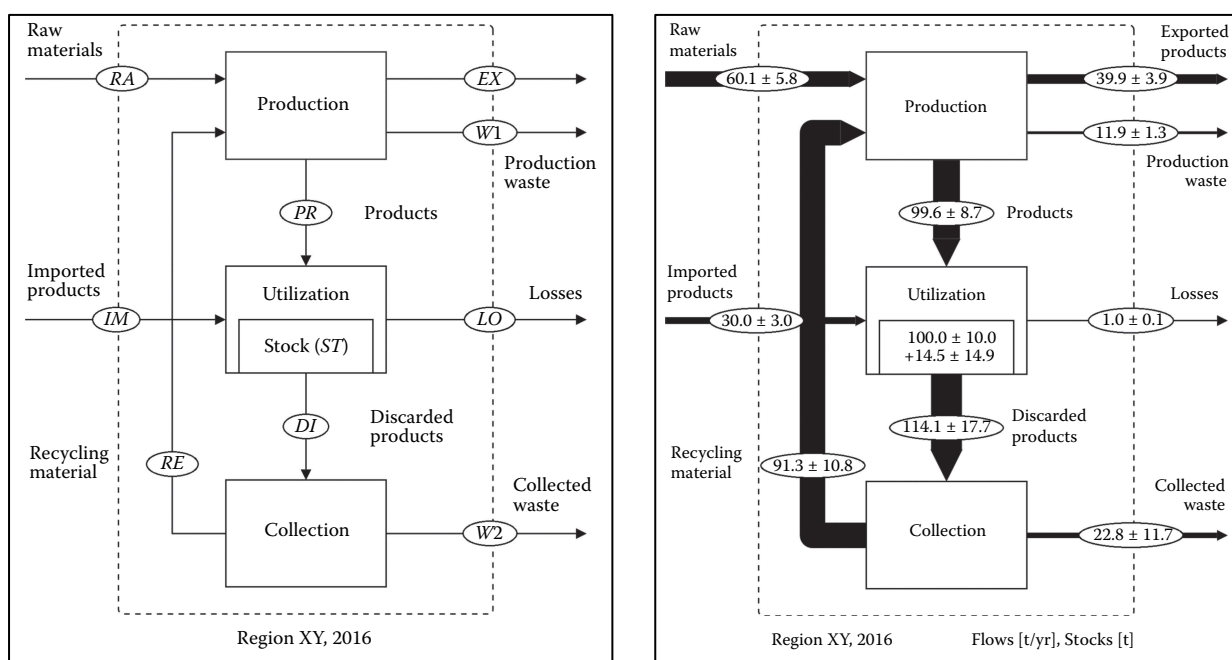 Raw
materials
RA
EX
Production
W1
Production
waste
PR
Products
Imported
products
Utilization
Losses
IM
LO
Stock (ST)
DI
Discarded
products
Recycling
material
RE
Collected
waste
Collection
W2
Region XY, 2016
Raw
materials
Exported
products
60.1 ± 5.8
39.9 ± 3.9
Production
11.9 ± 1.3
Production
waste
99.6 ± 8.7
Products
Imported
products
Utilization
Losses
30.0 ± 3.0
1.0 ± 0.1
100.0 ± 10.0
+14.5 ± 14.9
Discarded
products
114.1 ± 17.7
Recycling
material
91.3 ± 10.8
Collected
waste
Collection
22.8 ± 11.7
Region XY, 2016
Flows [t/yr], Stocks [t]